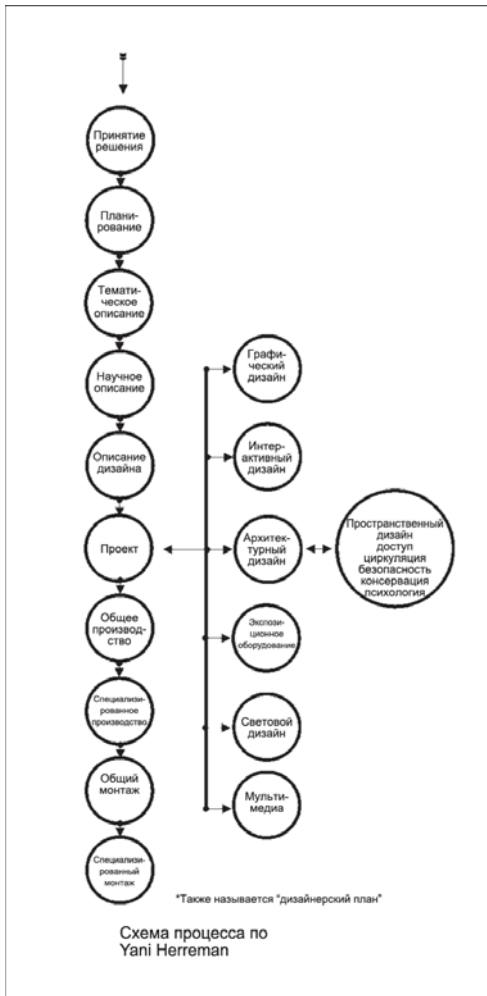 Принятие
решения
Плани-
рование
Темати-
ческое
описание
Научное
описание
Описание
дизайна
Проект
Общее
производ-
ство
Специализи-
рованное
производство
Общий
монтаж
Специализи-
рованный
монтаж
Графи-
ческий
дизайн
Интер-
активный
дизайн
Архитек-
турный
дизайн
Экспози-
ционное
оборудование
Световой
дизайн
Мульти-
медиа
Пространственный
дизайн
доступ
циркуляция
безопасность
консервация
психология
*Также называется "дизайнерский план"
Схема процесса по
Yani Herreman